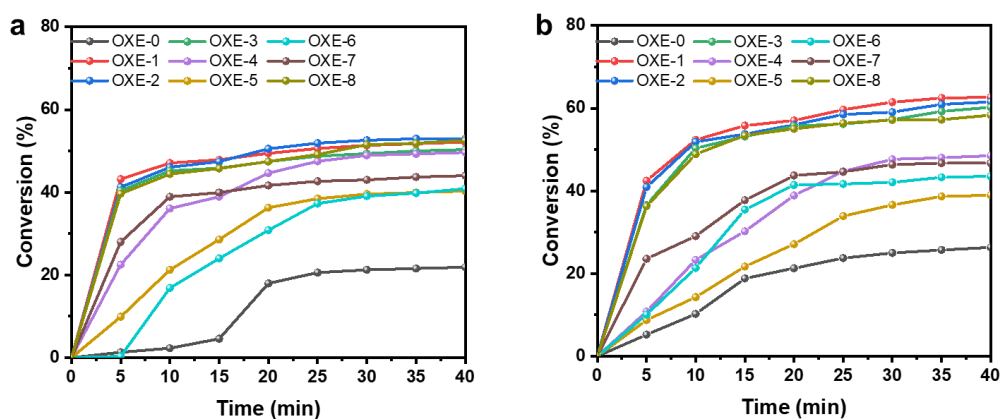 a
80
60
40
20
0
Conversion (%)
OXE-0 OXE-3 OXE-6
OXE-1 OXE-4 OXE-7
OXE-2 OXE-5 OXE-8
0 5 10 15 20 25 30 35 40
Time (min)
b
80
60
40
20
0
Conversion (%)
OXE-0 OXE-3 OXE-6
OXE-1 OXE-4 OXE-7
OXE-2 OXE-5 OXE-8
0 5 10 15 20 25 30 35 40
Time (min)